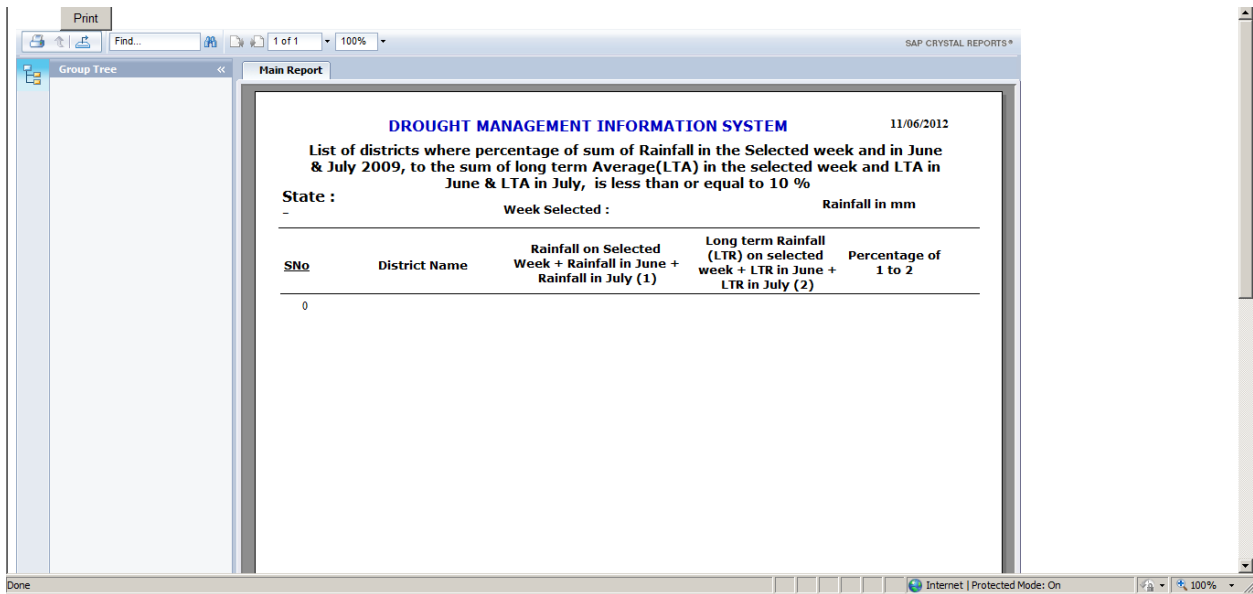 Print
Find... 1 of 1 100% SAP CRYSTAL REPORTS®
Group Tree « Main Report
DROUGHT MANAGEMENT INFORMATION SYSTEM 11/06/2012
List of districts where percentage of sum of Rainfall in the Selected week and in June
& July 2009, to the sum of long term Average(LTA) in the selected week and LTA in
June & LTA in July, is less than or equal to 10 %
State :
Rainfall in mm
– Week Selected :
SNo
District Name
Rainfall on Selected
Week + Rainfall in June +
Rainfall in July (1)
Long term Rainfall
(LTR) on selected
week + LTR in June +
LTR in July (2)
Percentage of
1 to 2
0
Done Internet | Protected Mode: On 100%